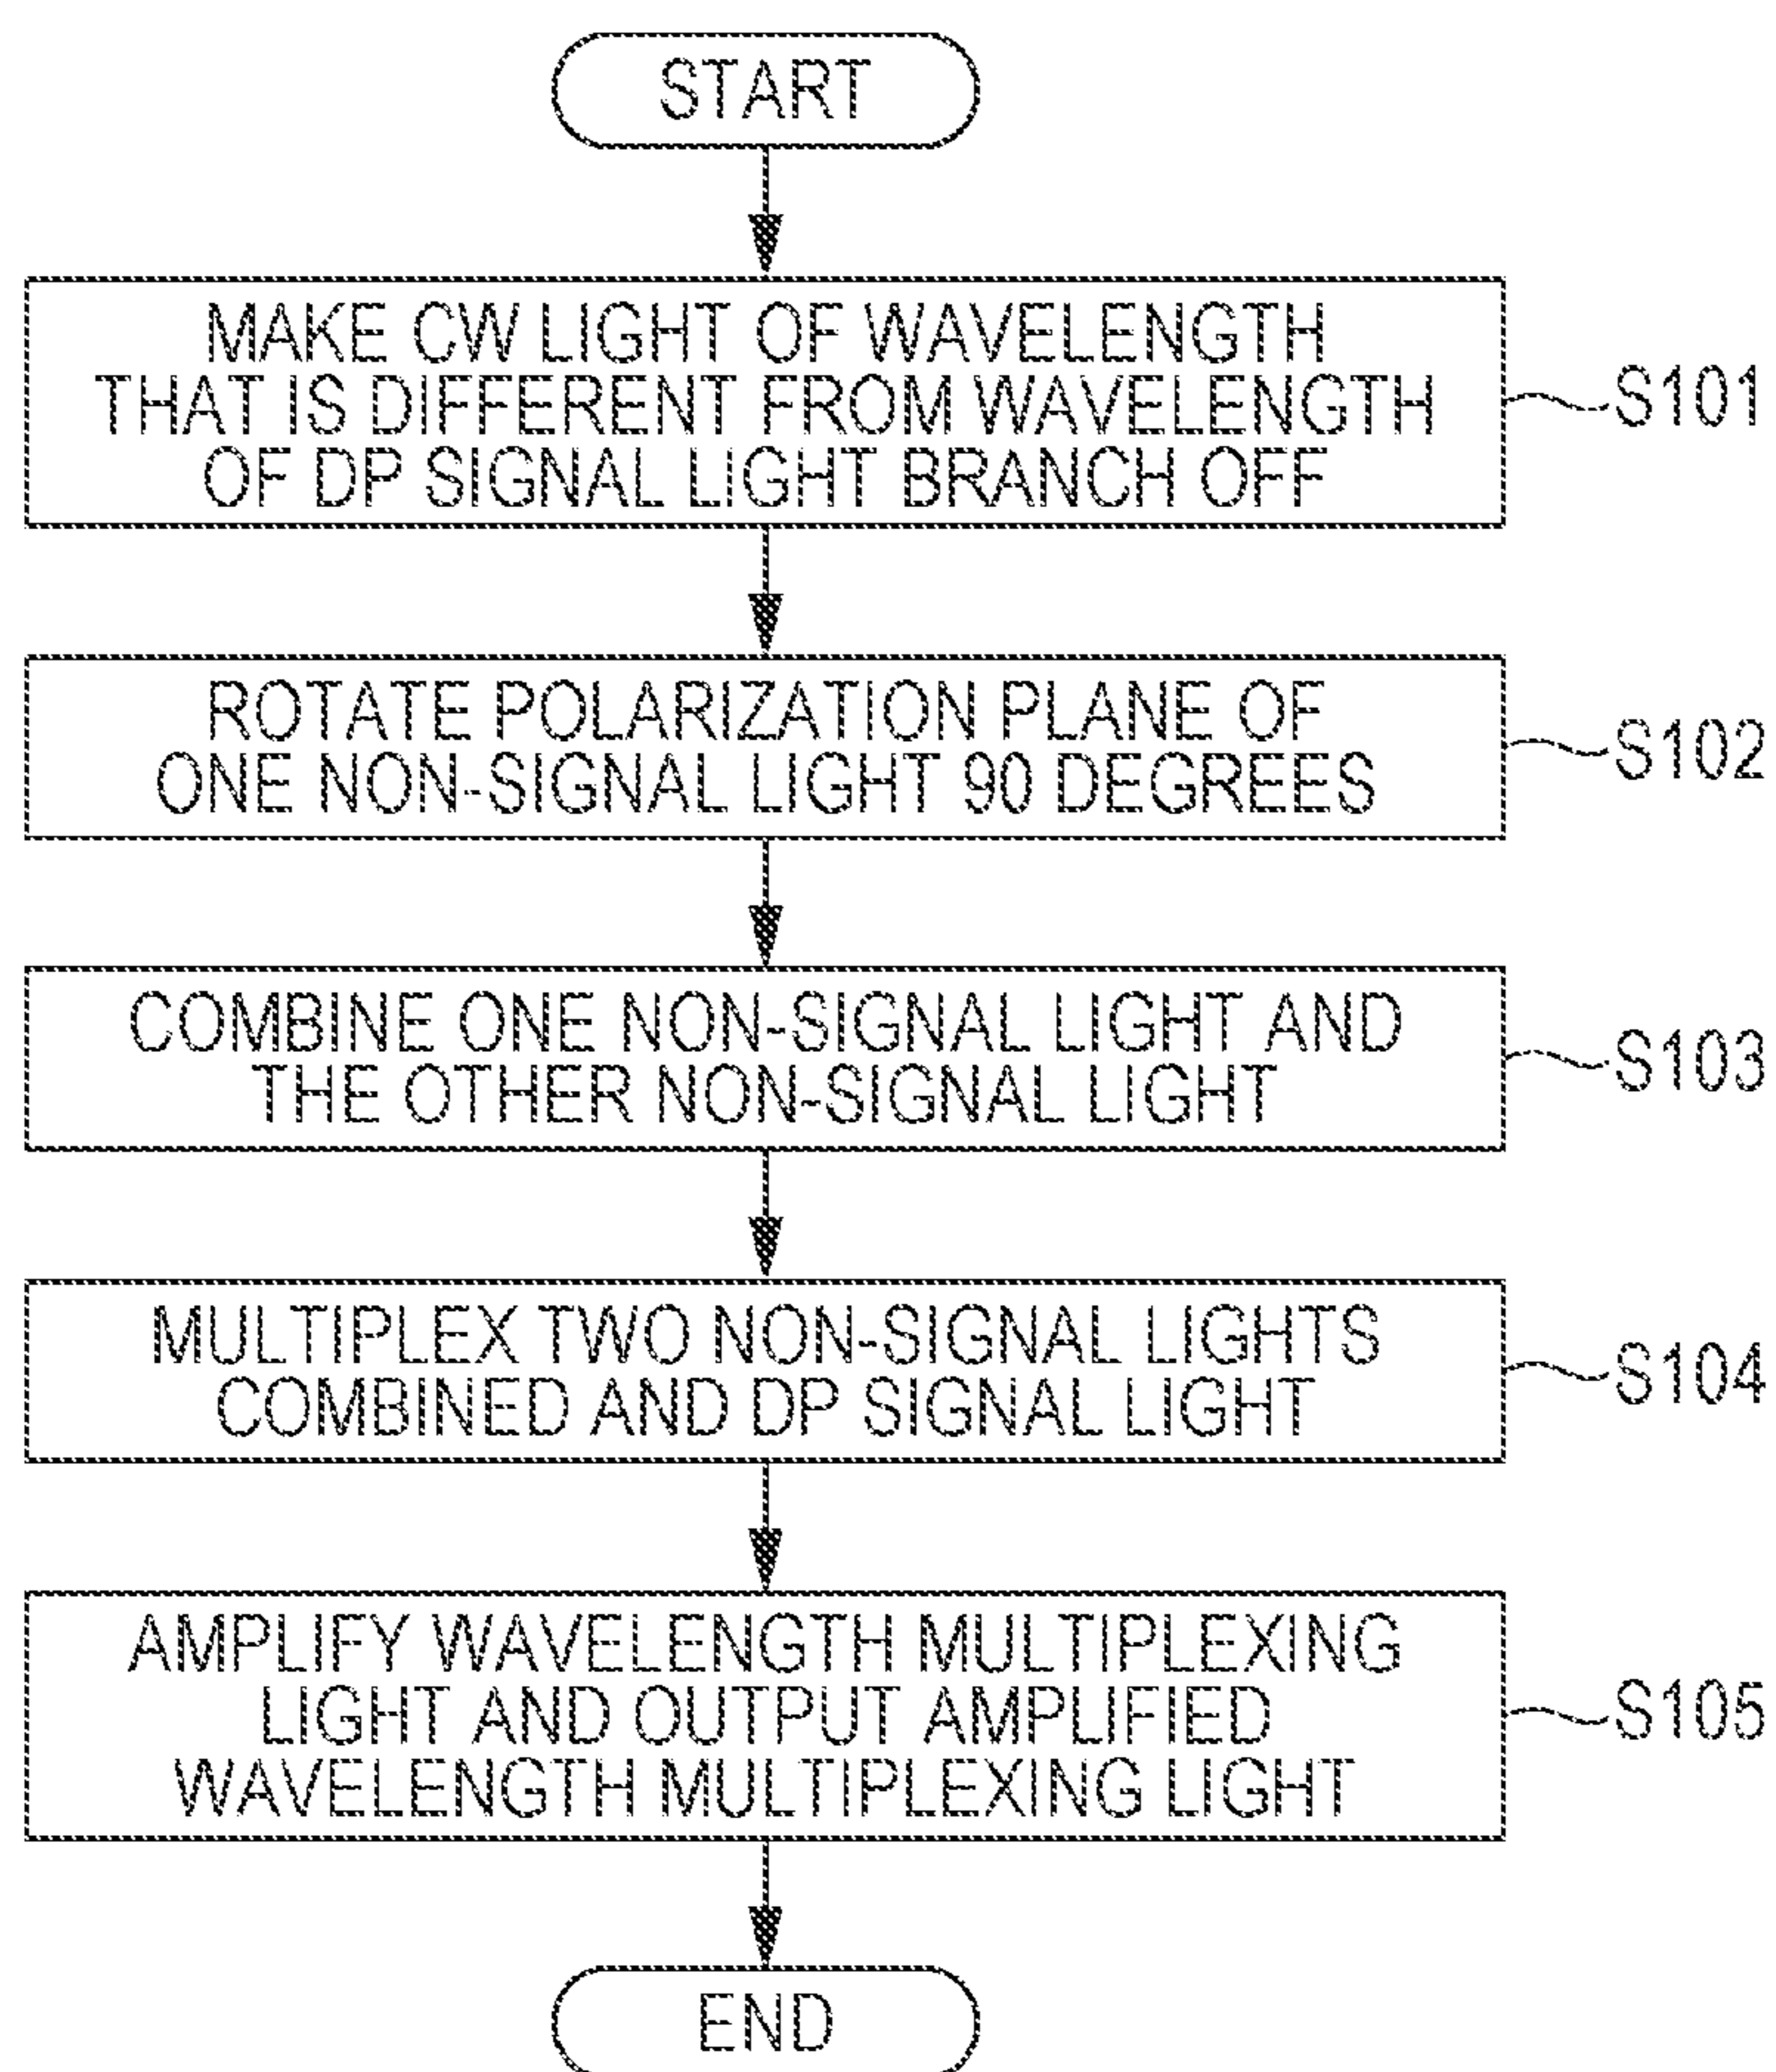 START
MAKE CW LIGHT OF WAVELENGTH
THAT IS DIFFERENT FROM WAVELENGTH
OF DP SIGNAL LIGHT BRANCH OFF
S101
ROTATE POLARIZATION PLANE OF
ONE NON-SIGNAL LIGHT 90 DEGREES
S102
COMBINE ONE NON-SIGNAL LIGHT AND
THE OTHER NON-SIGNAL LIGHT
S103
MULTIPLEX TWO NON-SIGNAL LIGHTS
COMBINED AND DP SIGNAL LIGHT
S104
AMPLIFY WAVELENGTH MULTIPLEXING
LIGHT AND OUTPUT AMPLIFIED
WAVELENGTH MULTIPLEXING LIGHT
S105
END